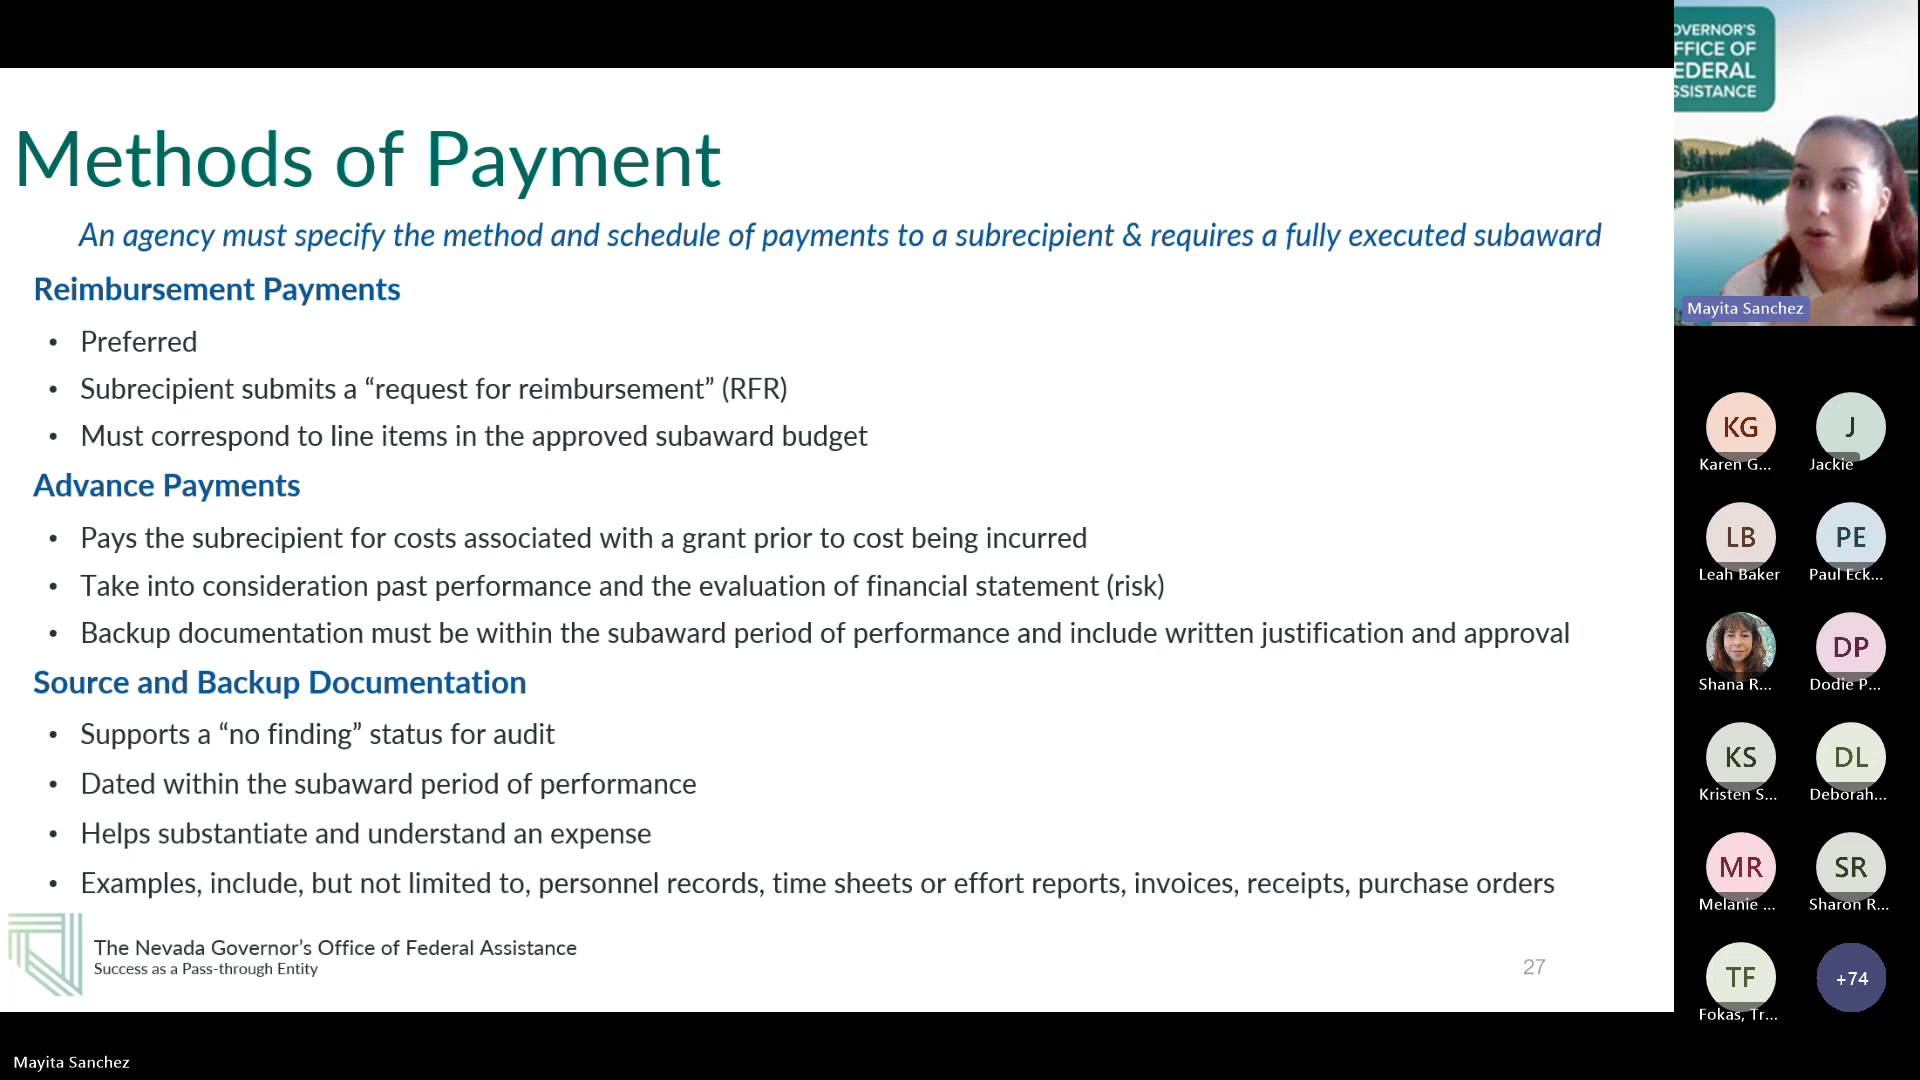 Methods of Payment
An agency must specify the method and schedule of payments to a subrecipient & requires a fully executed subaward
Reimbursement Payments
• Preferred
• Subrecipient submits a “request for reimbursement” (RFR)
• Must correspond to line items in the approved subaward budget
Advance Payments
• Pays the subrecipient for costs associated with a grant prior to cost being incurred
• Take into consideration past performance and the evaluation of financial statement (risk)
• Backup documentation must be within the subaward period of performance and include written justification and approval
Source and Backup Documentation
• Supports a “no finding” status for audit
• Dated within the subaward period of performance
• Helps substantiate and understand an expense
• Examples, include, but not limited to, personnel records, time sheets or effort reports, invoices, receipts, purchase orders
The Nevada Governor’s Office of Federal Assistance
Success as a Pass-through Entity
27
Mayita Sanchez
OVERNOR'S
FFICE OF
EDERAL
SSISTANCE
Mayita Sanchez
KG
Karen G...
J
Jackie
LB
Leah Baker
PE
Paul Eck...
Shana R...
DP
Dodie P...
KS
Kristen S...
DL
Deborah...
MR
Melanie ...
SR
Sharon R...
TF
Fokas, Tr...
+74